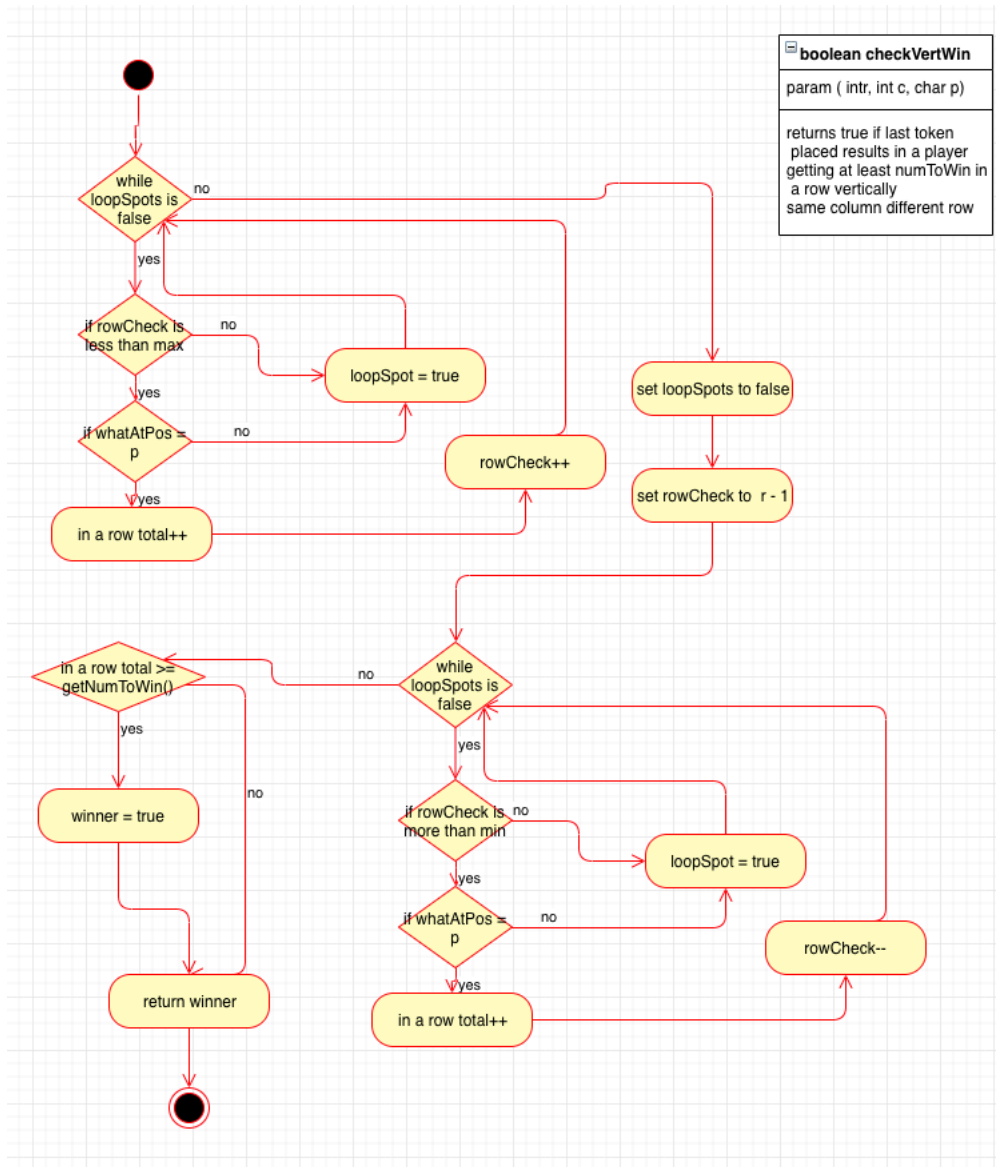 boolean checkVertWin
param ( intr, int c, char p)
returns true if last token
placed results in a player
getting at least numToWin in
a row vertically
same column different row
while
loopSpots is
false
no
yes
if rowCheck is
less than max
no
yes
loopSpot = true
if whatAtPos =
p
no
yes
in a row total++
rowCheck++
set loopSpots to false
set rowCheck to r - 1
while
loopSpots is
false
no
yes
if rowCheck is
more than min
no
yes
loopSpot = true
if whatAtPos =
p
no
yes
in a row total++
rowCheck--
in a row total >=
getNumToWin()
yes
no
winner = true
return winner